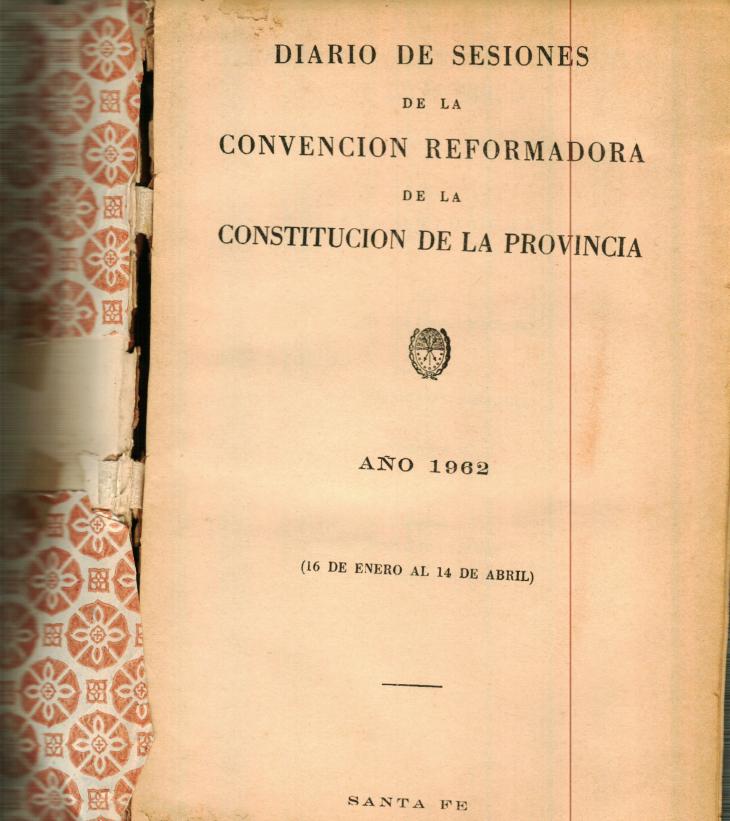 DIARIO DE SESIONES
DE LA
CONVENCION REFORMADORA
DE LA
CONSTITUCION DE LA PROVINCIA
AÑO 1962
(16 DE ENERO AL 14 DE ABRIL)
SANTA FE